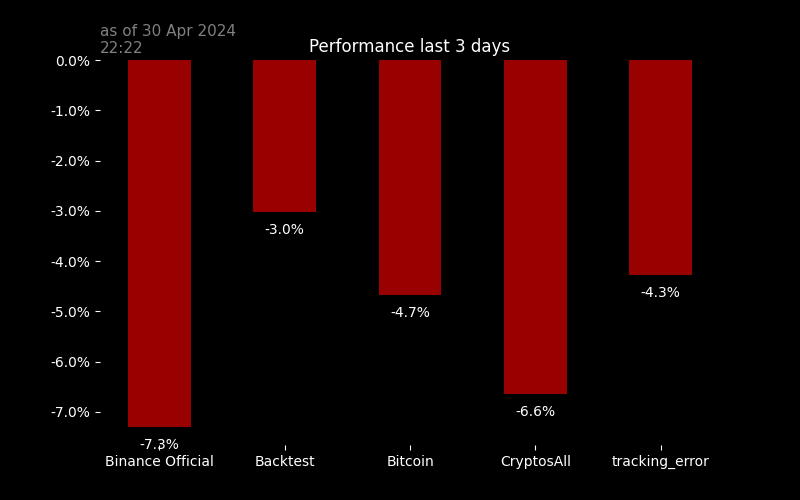 as of 30 Apr 2024
22:22
Performance last 3 days
0.0%
-1.0%
-2.0%
-3.0%
-4.0%
-5.0%
-6.0%
-7.0%
-7.3%
-3.0%
-4.7%
-6.6%
-4.3%
Binance Official
Backtest
Bitcoin
CryptosAll
tracking_error